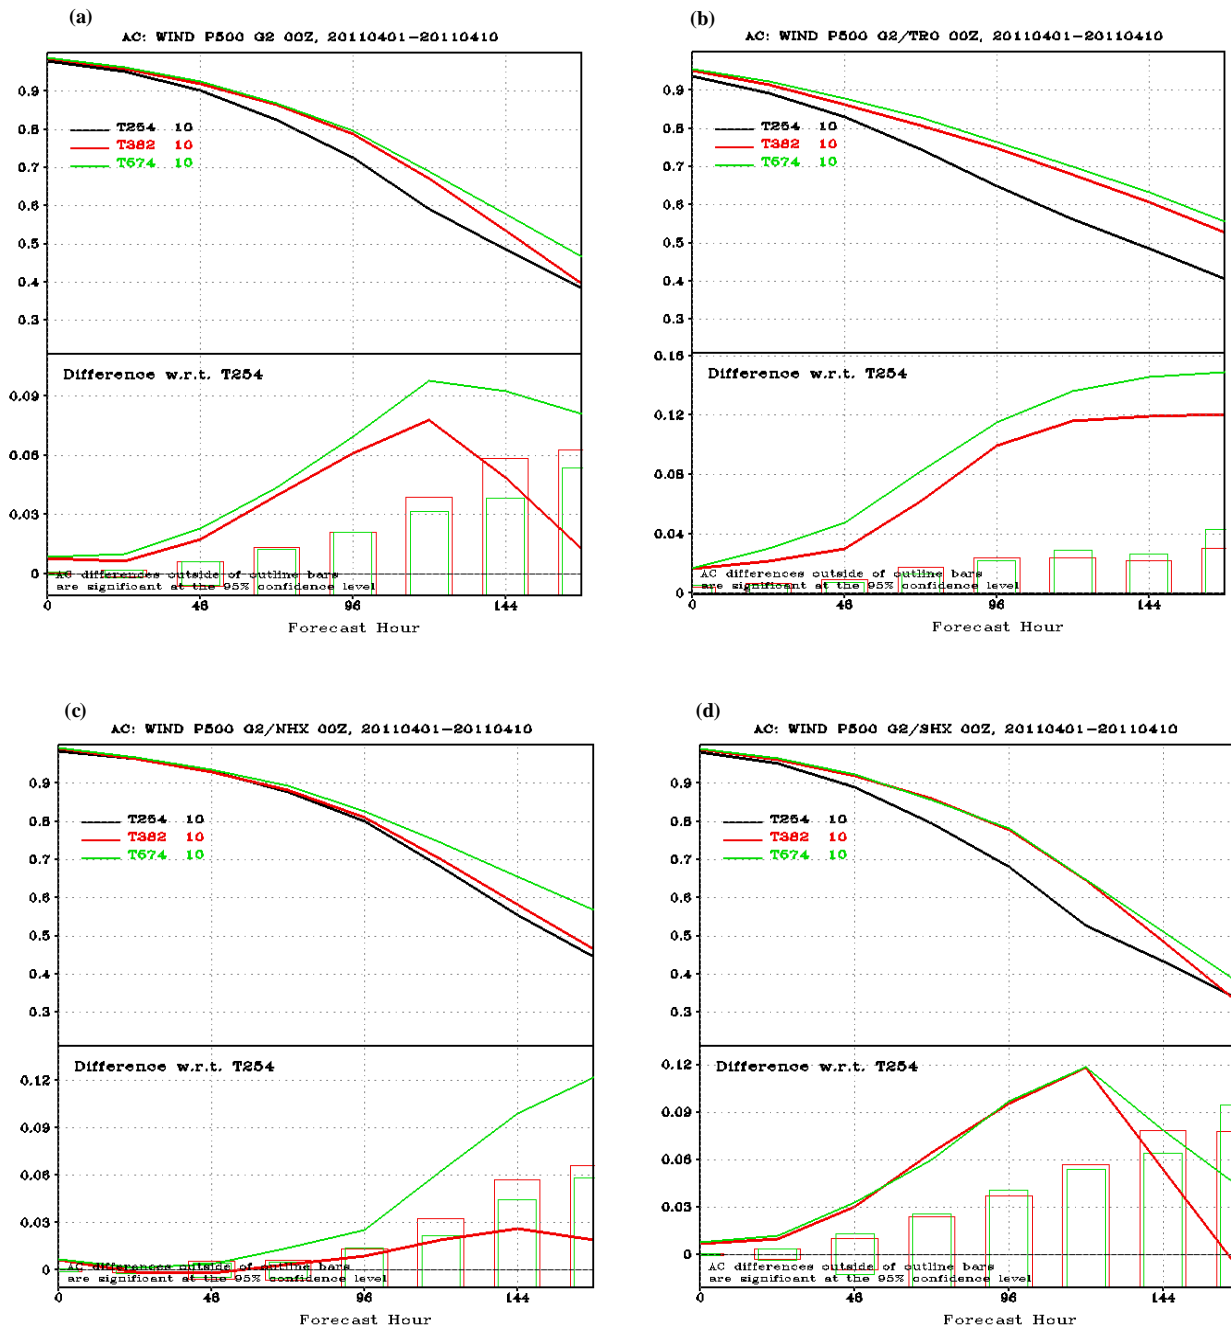 (a)
AC: WIND P500 G2 00Z, 20110401-20110410
0.9
0.8
0.7
0.6
0.5
0.4
0.3
T254 10
T382 10
T574 10
Difference w.r.t. T254
0.09
0.06
0.03
0
AC differences outside of outline bars
are significant at the 95% confidence level
0 48 96 144
Forecast Hour
(b)
AC: WIND P500 G2/TRO 00Z, 20110401-20110410
0.9
0.8
0.7
0.6
0.5
0.4
0.3
T254 10
T382 10
T574 10
0.16
Difference w.r.t. T254
0.12
0.08
0.04
0
AC differences outside of outline bars
are significant at the 95% confidence level
0 48 96 144
Forecast Hour
(c)
AC: WIND P500 G2/NHX 00Z, 20110401-20110410
0.9
0.8
0.7
0.6
0.5
0.4
0.3
T254 10
T382 10
T574 10
Difference w.r.t. T254
0.12
0.09
0.06
0.03
0
AC differences outside of outline bars
are significant at the 95% confidence level
0 48 96 144
Forecast Hour
(d)
AC: WIND P500 G2/SHX 00Z, 20110401-20110410
0.9
0.8
0.7
0.6
0.5
0.4
0.3
T254 10
T382 10
T574 10
Difference w.r.t. T254
0.12
0.09
0.06
0.03
0
AC differences outside of outline bars
are significant at the 95% confidence level
0 48 96 144
Forecast Hour